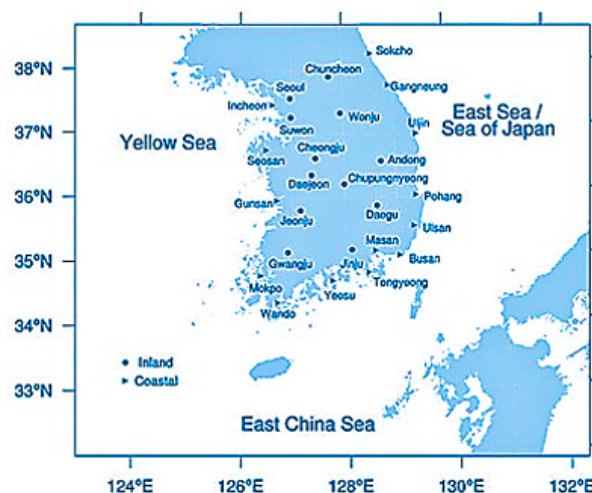 Sokcho
38°N
Chuncheon
Seoul
Gangneung
Incheon
Wonju
East Sea /
Sea of Japan
Uljin
37°N
Yellow Sea
Suwon
Cheongju
Seosan
Andong
Daejeon
Chupungnyeong
36°N
Gunsan
Pohang
Jeonju
Daegu
Ulsan
Masan
35°N
Gwangju
Jinju
Busan
Mokpo
Yeosu
Tongyeong
Wando
34°N
Inland
Coastal
33°N
East China Sea
124°E 126°E 128°E 130°E 132°E